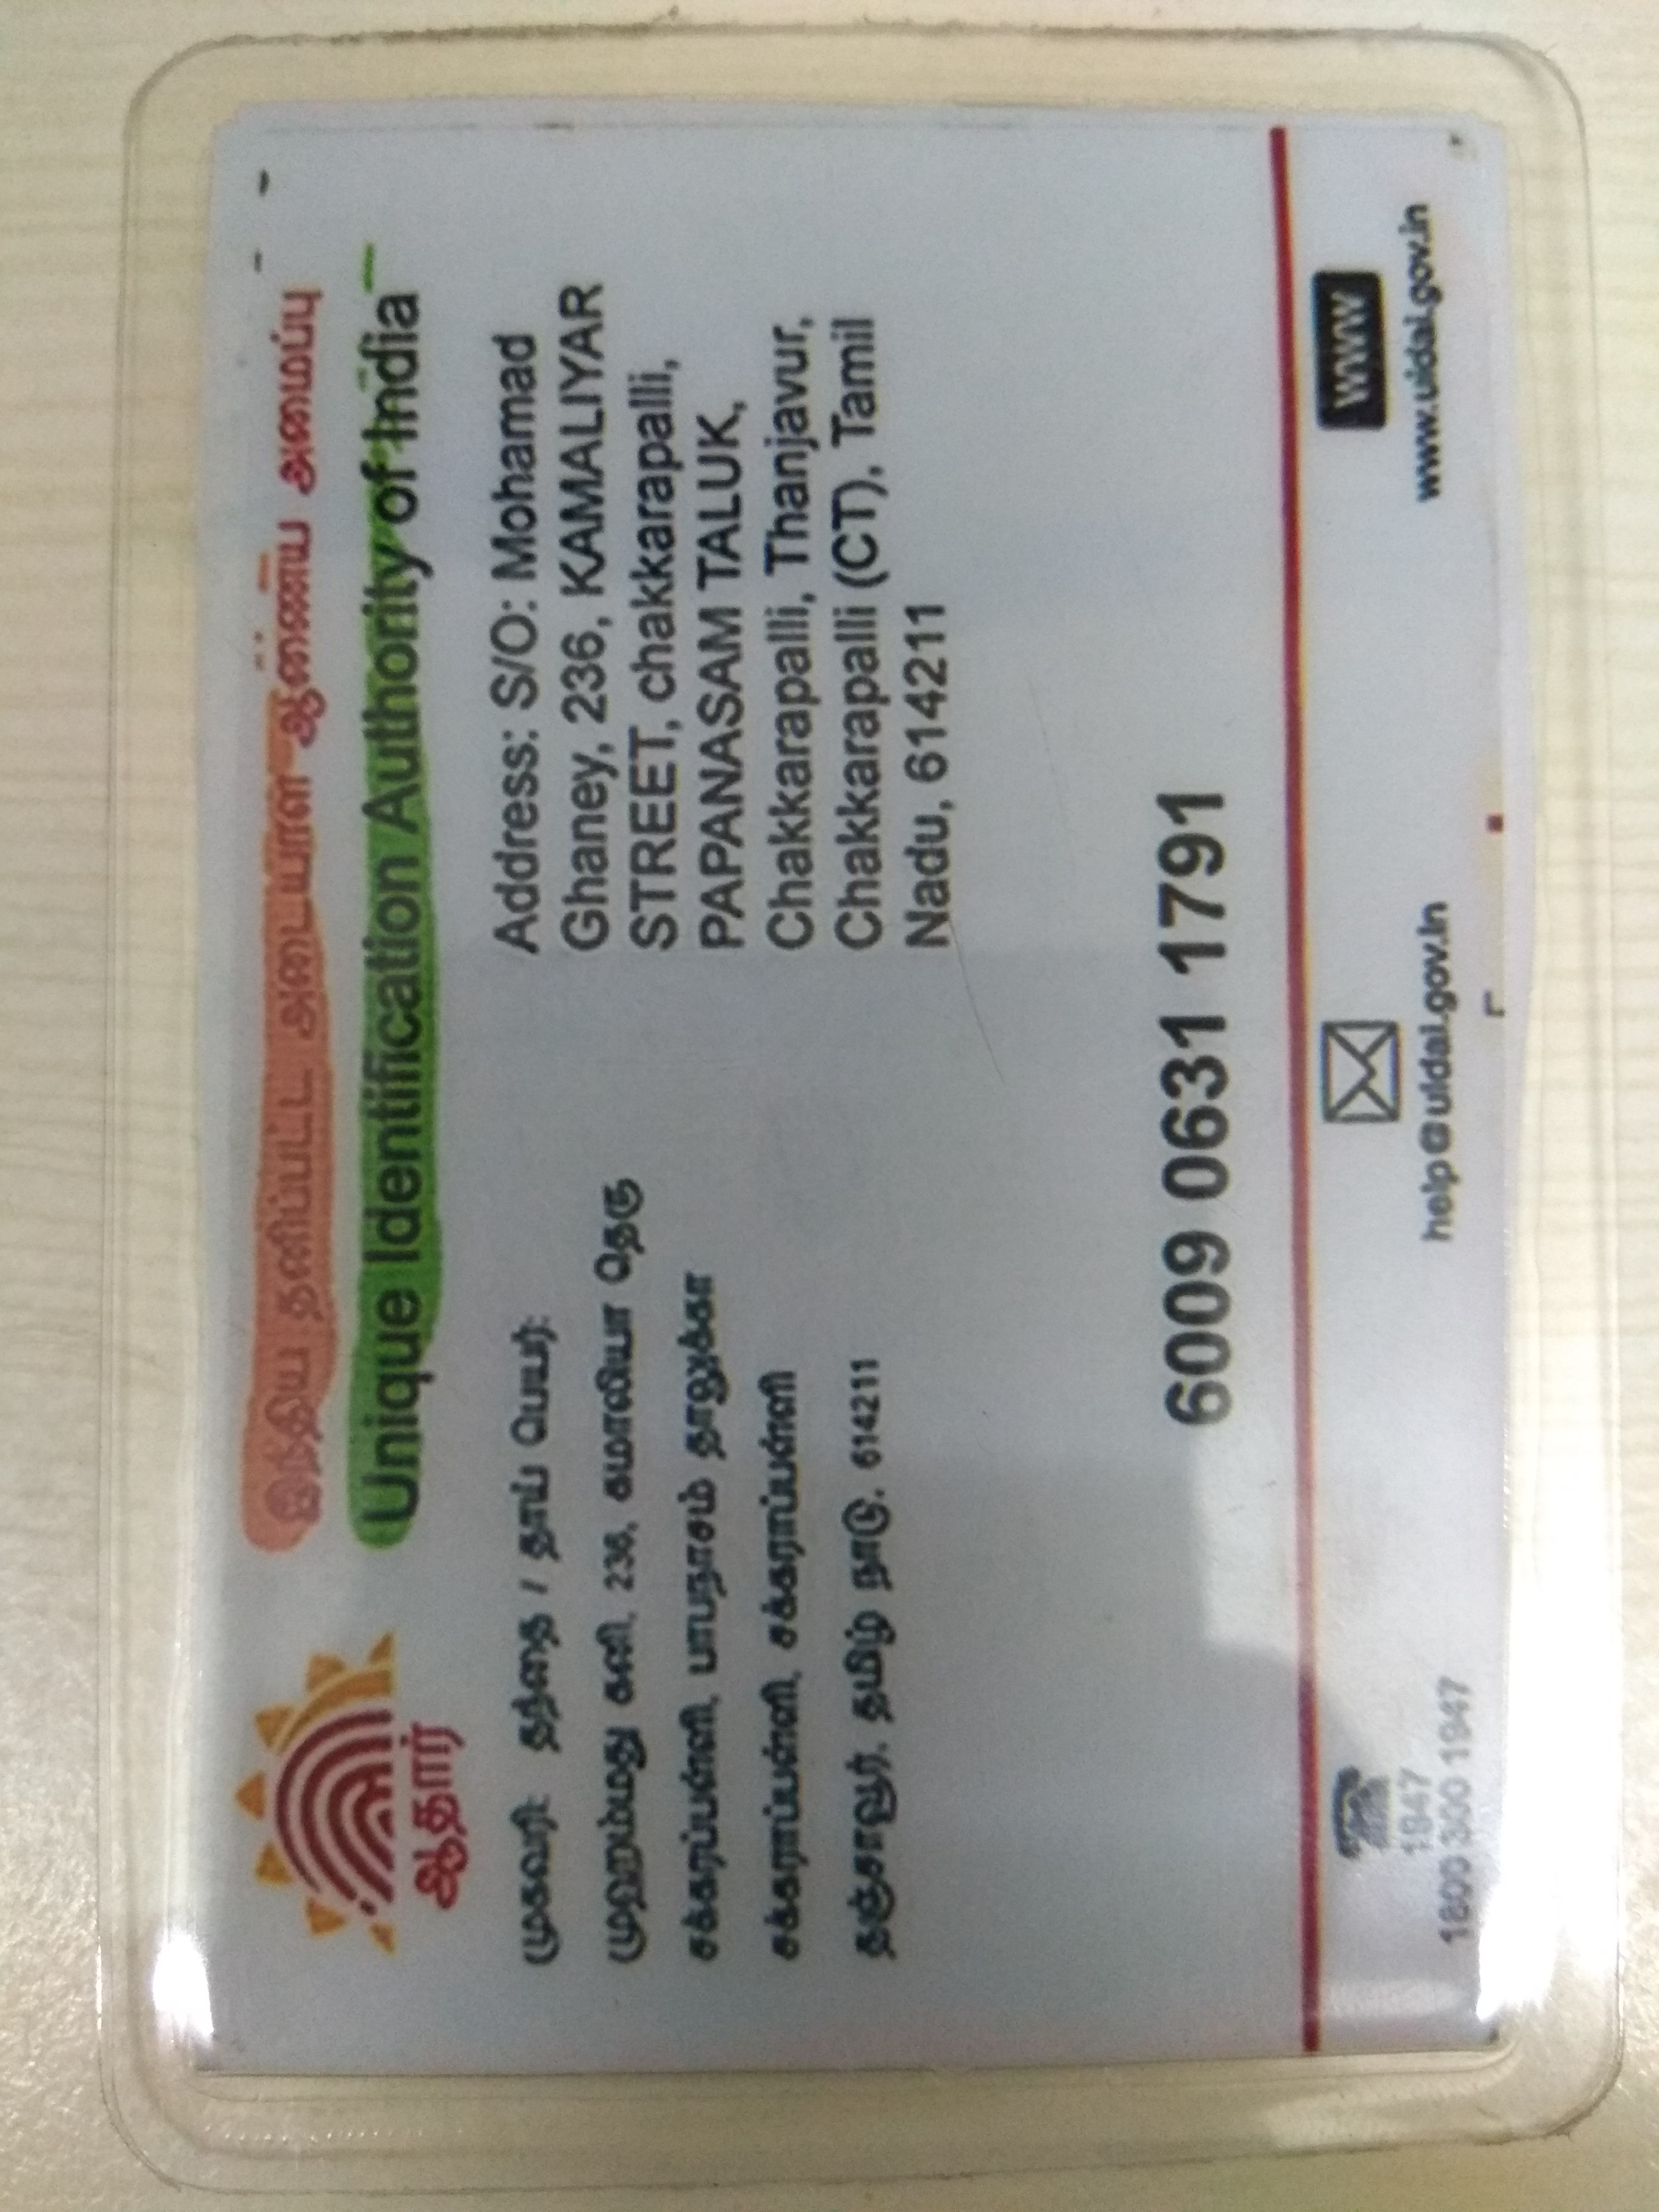 இந்திய தனிப்பட்ட அடையாள ஆணைய அமைப்பு
Unique Identification Authority of India
ஆதார்
முகவரி: தந்தை / தாய் பெயர்:
முஹம்மது கனி, 236, கமாலியா தெரு
சக்கரப்பள்ளி, பாபநாசம் தாலுக்கா
சக்கராப்பள்ளி, சக்கராப்பள்ளி
தஞ்சாவூர், தமிழ் நாடு, 614211
Address: S/O: Mohamad
Ghaney, 236, KAMALIYAR
STREET, chakkarapalli,
PAPANASAM TALUK,
Chakkarapalli, Thanjavur,
Chakkarapalli (CT), Tamil
Nadu, 614211
6009 0631 1791
1947
1800 300 1947
help@uidai.gov.in
www
www.uidai.gov.in